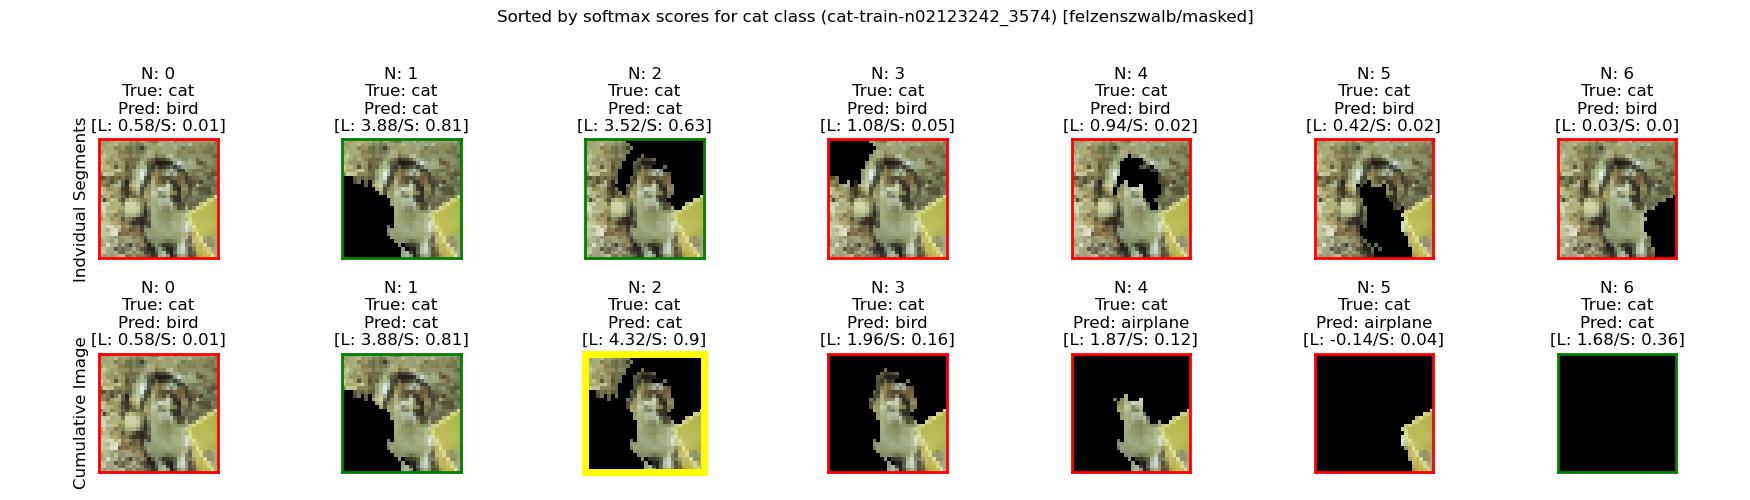 Sorted by softmax scores for cat class (cat-train-n02123242_3574) [felzenszwalb/masked]
Indvidual Segments
N: 0
True: cat
Pred: bird
[L: 0.58/S: 0.01]
N: 1
True: cat
Pred: cat
[L: 3.88/S: 0.81]
N: 2
True: cat
Pred: cat
[L: 3.52/S: 0.63]
N: 3
True: cat
Pred: bird
[L: 1.08/S: 0.05]
N: 4
True: cat
Pred: bird
[L: 0.94/S: 0.02]
N: 5
True: cat
Pred: bird
[L: 0.42/S: 0.02]
N: 6
True: cat
Pred: bird
[L: 0.03/S: 0.0]
Cumulative Image
N: 0
True: cat
Pred: bird
[L: 0.58/S: 0.01]
N: 1
True: cat
Pred: cat
[L: 3.88/S: 0.81]
N: 2
True: cat
Pred: cat
[L: 4.32/S: 0.9]
N: 3
True: cat
Pred: bird
[L: 1.96/S: 0.16]
N: 4
True: cat
Pred: airplane
[L: 1.87/S: 0.12]
N: 5
True: cat
Pred: airplane
[L: -0.14/S: 0.04]
N: 6
True: cat
Pred: cat
[L: 1.68/S: 0.36]